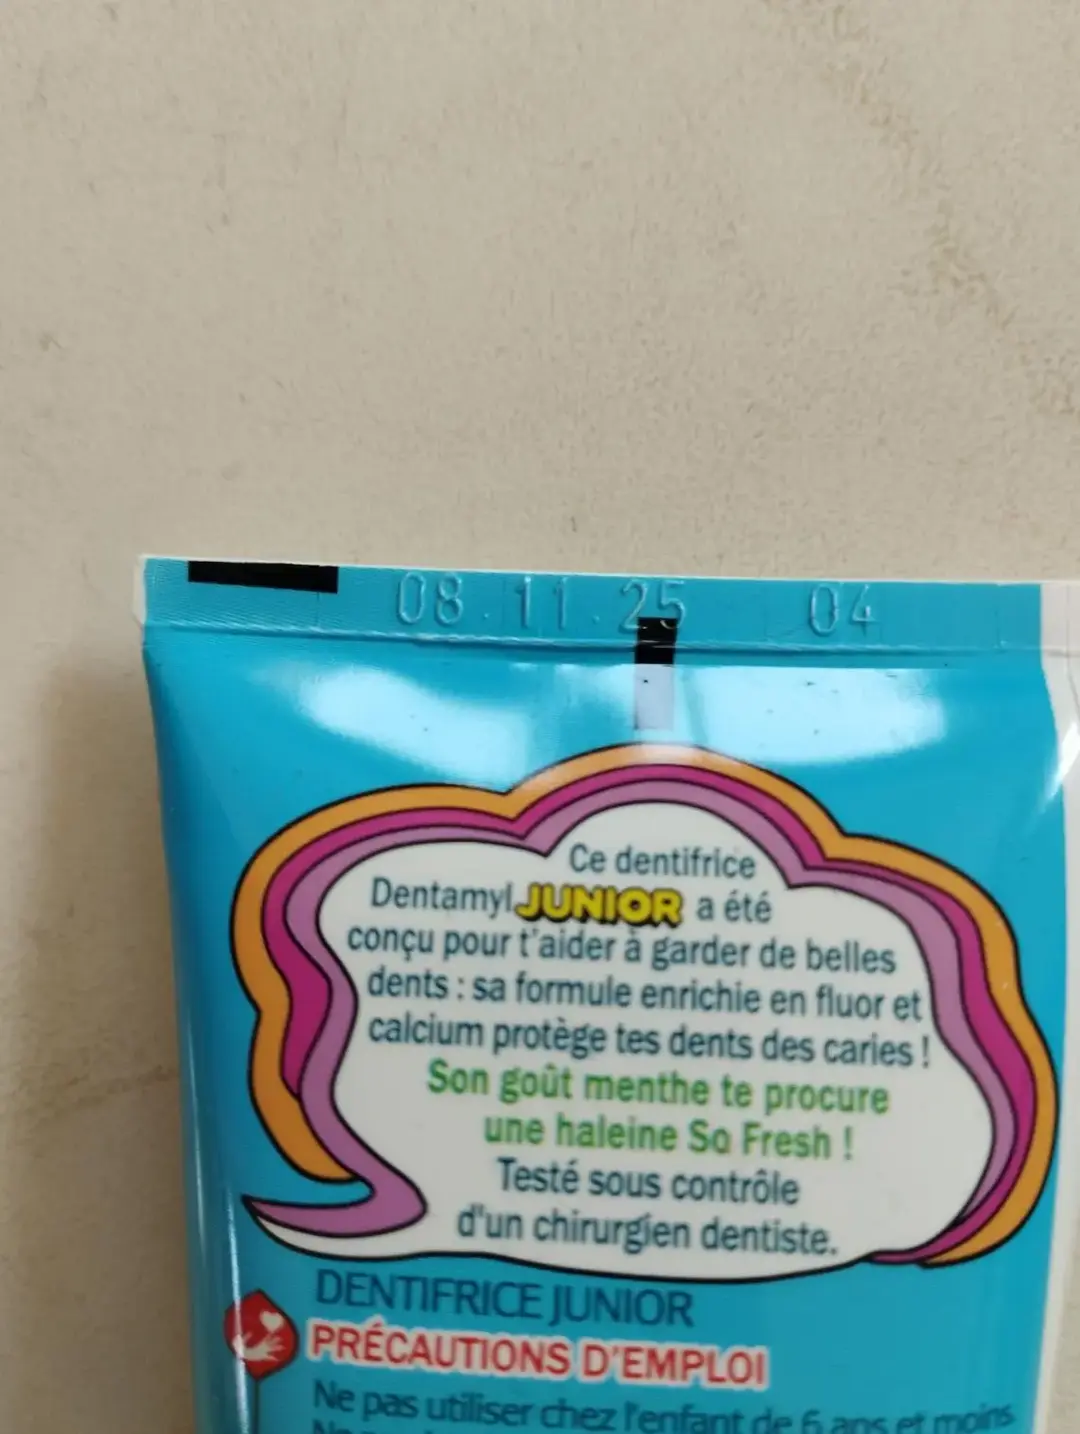 08.11.25 04
Ce dentifrice
Dentamyl JUNIOR a été
conçu pour t'aider à garder de belles
dents : sa formule enrichie en fluor et
calcium protège tes dents des caries !
Son goût menthe te procure
une haleine So Fresh !
Testé sous contrôle
d'un chirurgien dentiste.
DENTIFRICE JUNIOR
PRÉCAUTIONS D'EMPLOI
Ne pas utiliser chez l'enfant de 6 ans et moins